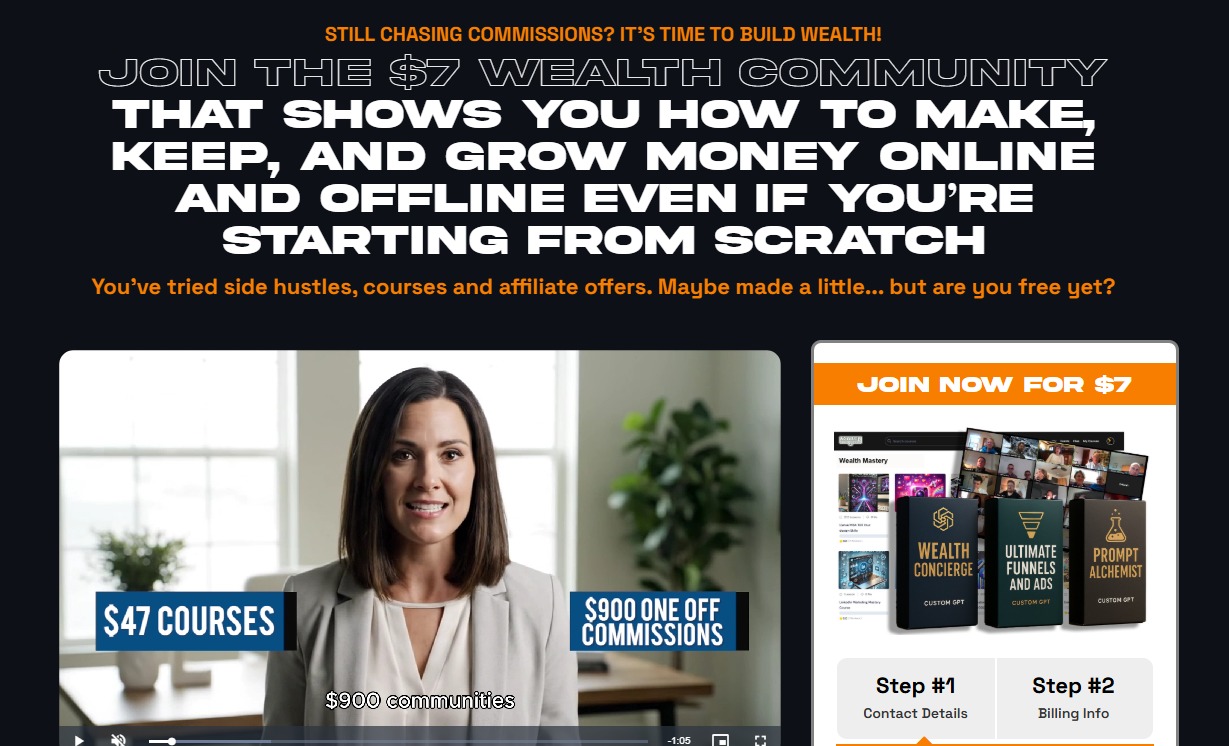 STILL CHASING COMMISSIONS? IT'S TIME TO BUILD WEALTH!
JOIN THE $7 WEALTH COMMUNITY
THAT SHOWS YOU HOW TO MAKE,
KEEP, AND GROW MONEY ONLINE
AND OFFLINE EVEN IF YOU'RE
STARTING FROM SCRATCH
You've tried side hustles, courses and affiliate offers. Maybe made a little... but are you free yet?
$47 COURSES
$900 ONE OFF
COMMISSIONS
$900 communities
-1:05
JOIN NOW FOR $7
Wealth Mastery
WEALTH
CONCIERGE
CUSTOM GPT
ULTIMATE
FUNNELS
AND ADS
CUSTOM GPT
PROMPT
ALCHEMIST
CUSTOM GPT
Step #1
Contact Details
Step #2
Billing Info